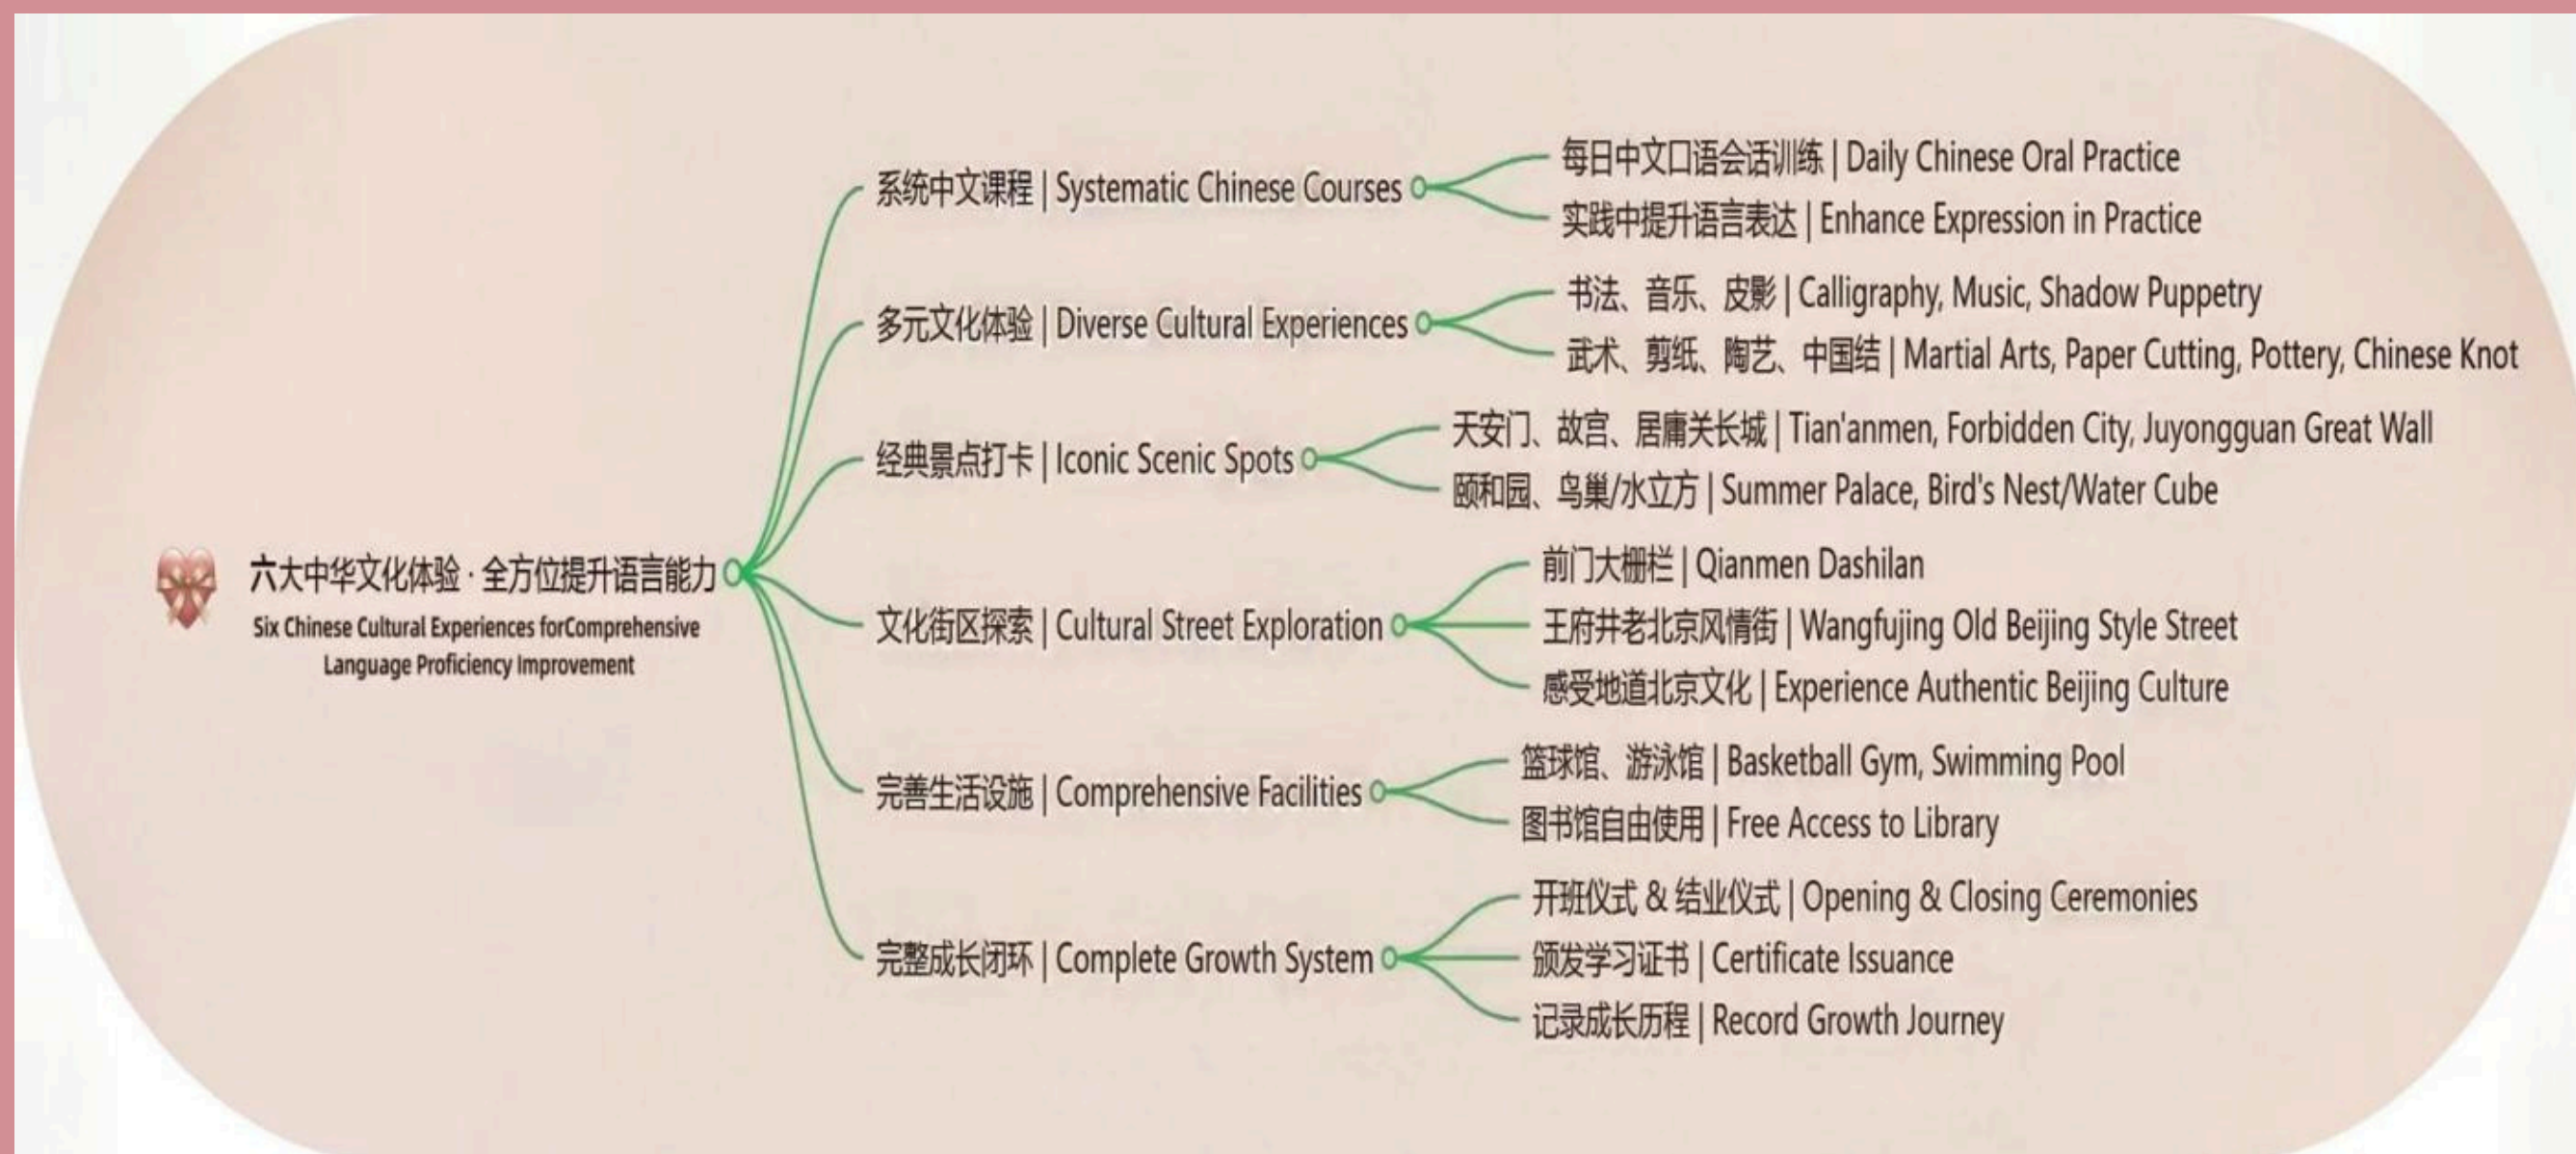 六大中华文化体验 · 全方位提升语言能力
Six Chinese Cultural Experiences forComprehensive
Language Proficiency Improvement
系统中文课程 | Systematic Chinese Courses
每日中文口语会话训练 | Daily Chinese Oral Practice
实践中提升语言表达 | Enhance Expression in Practice
多元文化体验 | Diverse Cultural Experiences
书法、音乐、皮影 | Calligraphy, Music, Shadow Puppetry
武术、剪纸、陶艺、中国结 | Martial Arts, Paper Cutting, Pottery, Chinese Knot
经典景点打卡 | Iconic Scenic Spots
天安门、故宫、居庸关长城 | Tian'anmen, Forbidden City, Juyongguan Great Wall
颐和园、鸟巢/水立方 | Summer Palace, Bird's Nest/Water Cube
文化街区探索 | Cultural Street Exploration
前门大栅栏 | Qianmen Dashilan
王府井老北京风情街 | Wangfujing Old Beijing Style Street
感受地道北京文化 | Experience Authentic Beijing Culture
完善生活设施 | Comprehensive Facilities
篮球馆、游泳馆 | Basketball Gym, Swimming Pool
图书馆自由使用 | Free Access to Library
完整成长闭环 | Complete Growth System
开班仪式 & 结业仪式 | Opening & Closing Ceremonies
颁发学习证书 | Certificate Issuance
记录成长历程 | Record Growth Journey